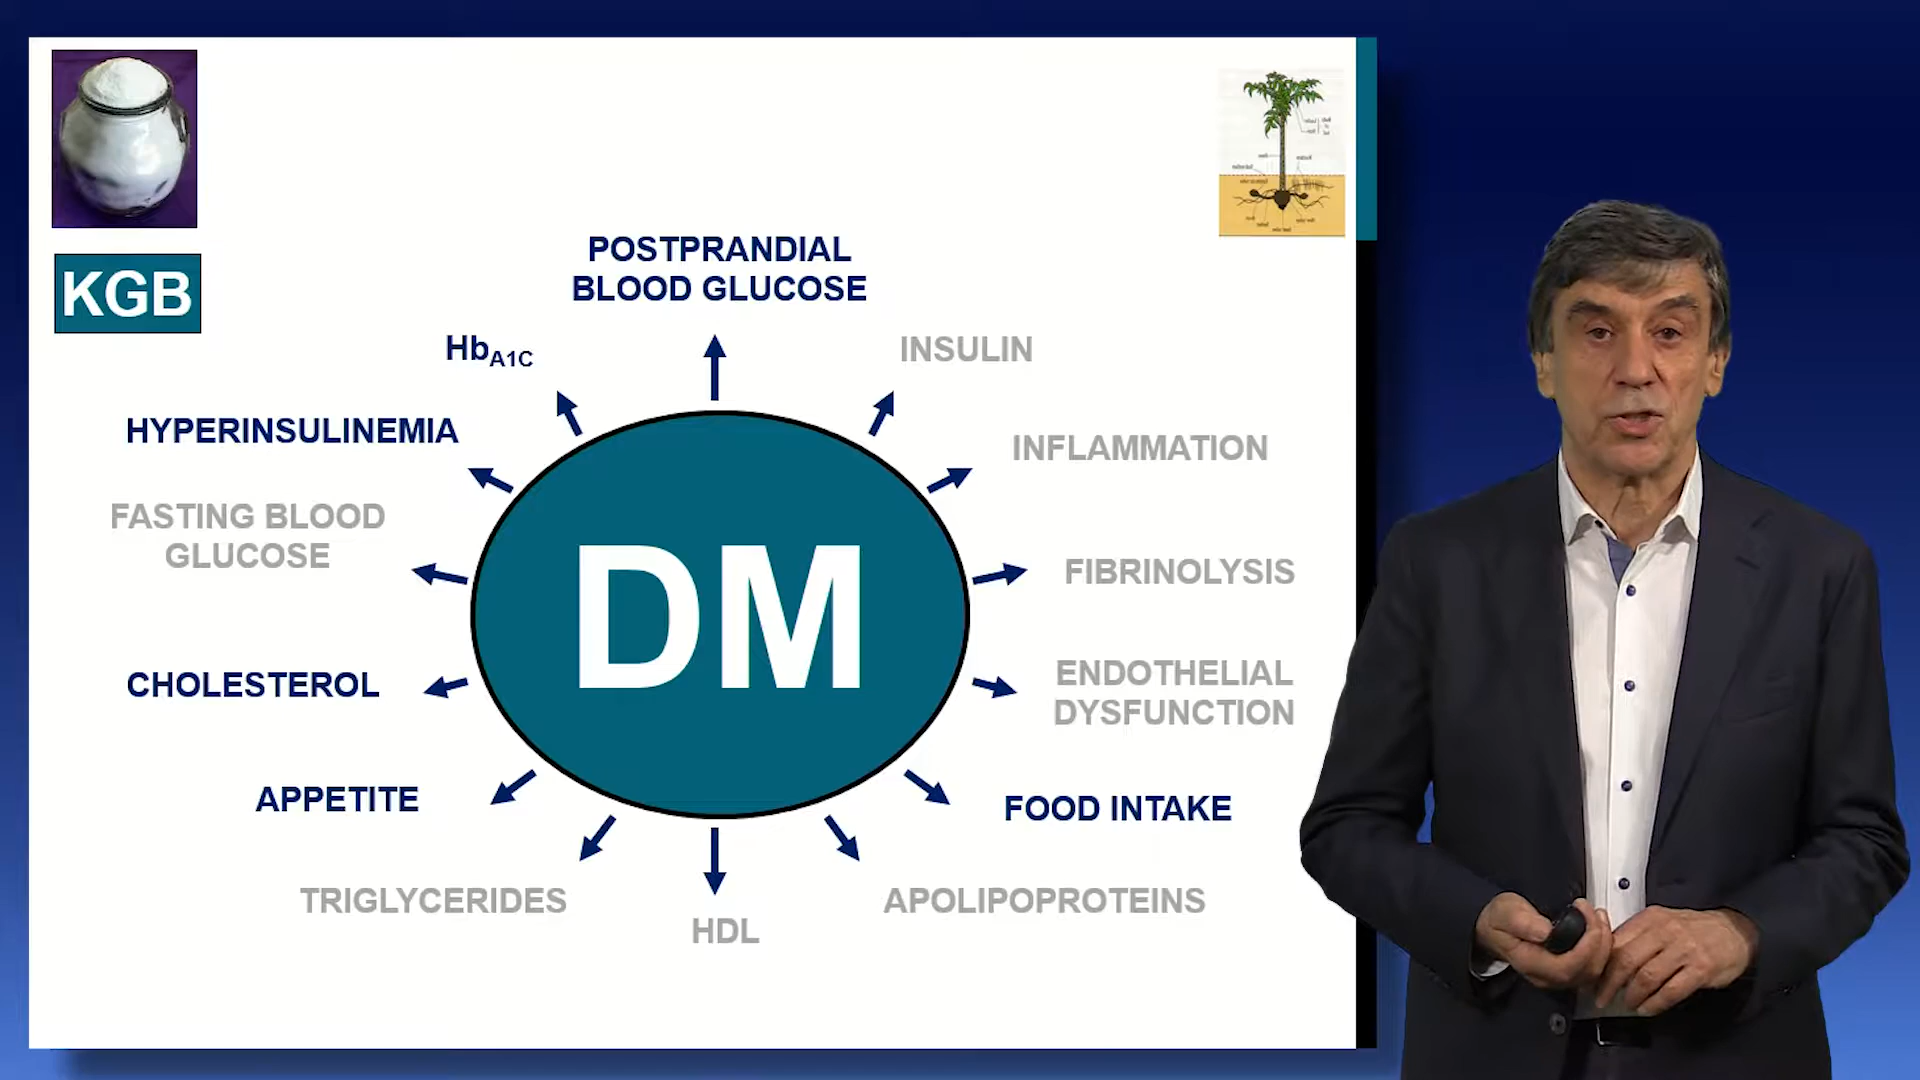 KGB
POSTPRANDIAL
BLOOD GLUCOSE
HbA1C
INSULIN
HYPERINSULINEMIA
INFLAMMATION
FASTING BLOOD
GLUCOSE
FIBRINOLYSIS
DM
CHOLESTEROL
ENDOTHELIAL
DYSFUNCTION
APPETITE
FOOD INTAKE
TRIGLYCERIDES
HDL
APOLIPOPROTEINS